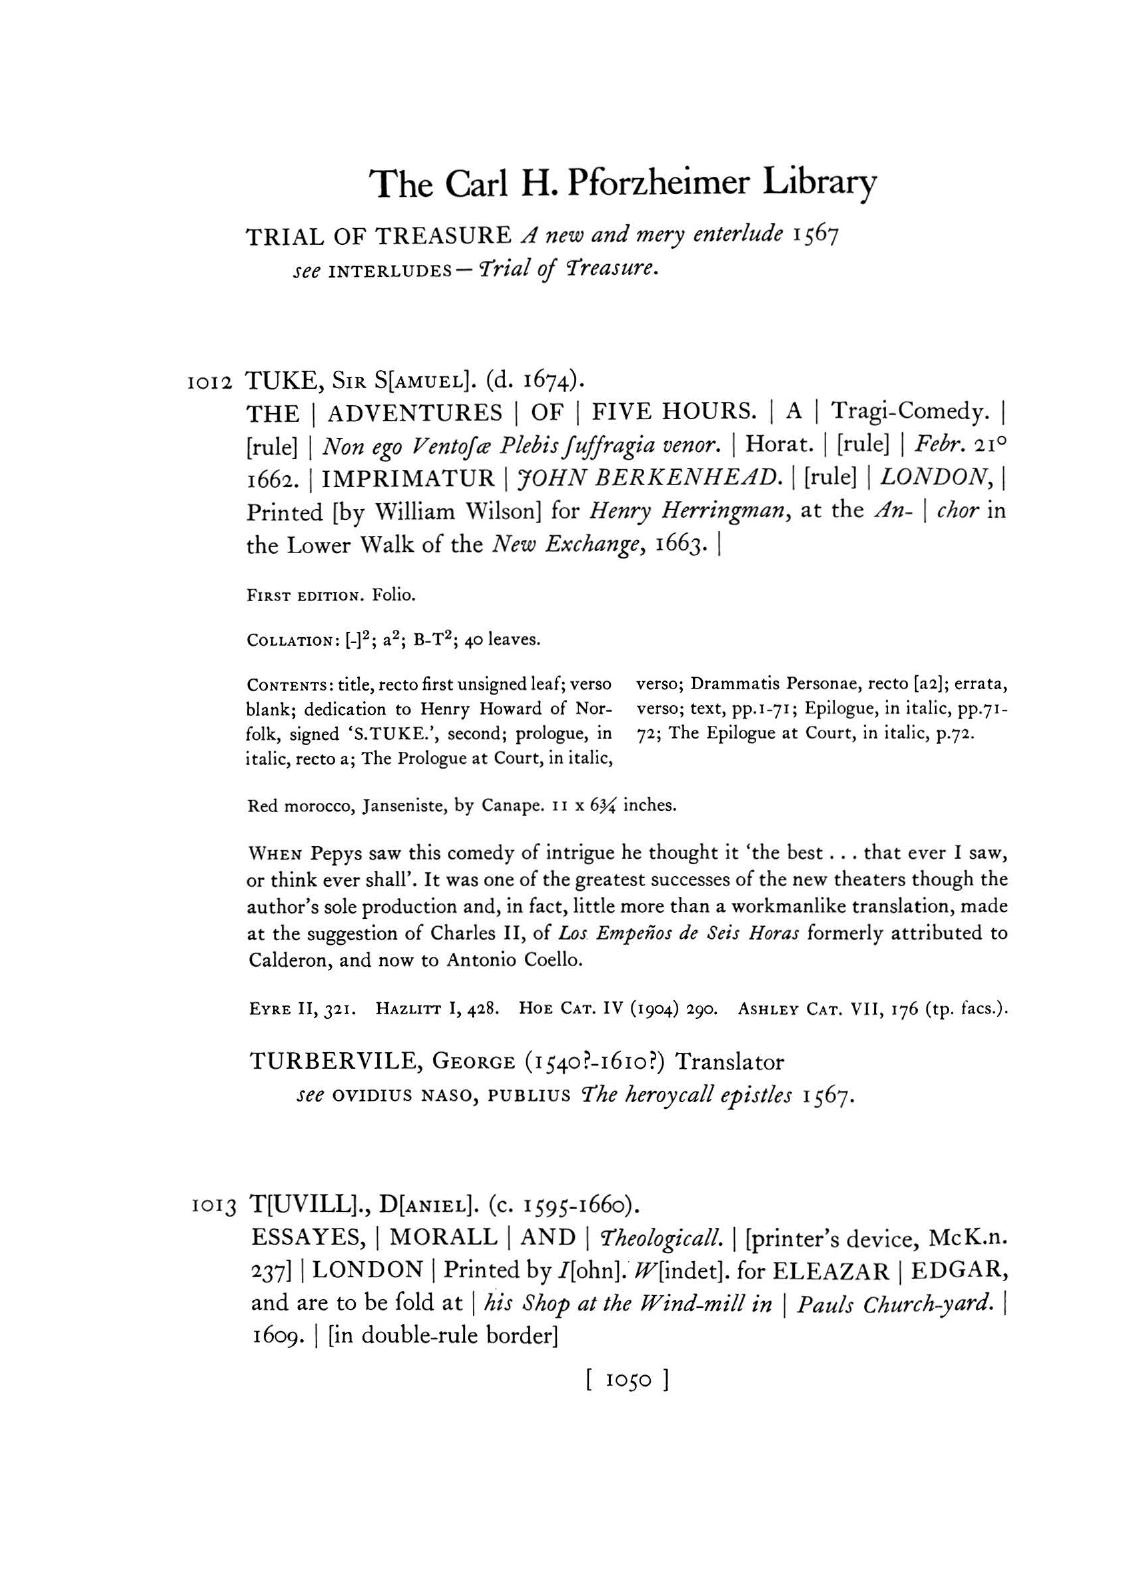 The Carl H. Pforzheimer Library
TRIAL OF TREASURE A new and mery enterlude 1567
see INTERLUDES — Trial of Treasure.
1012 TUKE, SIR S[AMUEL]. (d. 1674).
THE | ADVENTURES | OF | FIVE HOURS. | A | Tragi-Comedy. |
[rule] | Non ego Ventoſæ Plebis ſuffragia venor. | Horat. | [rule] | Febr. 21º
1662. | IMPRIMATUR | JOHN BERKENHEAD. | [rule] | LONDON, |
Printed [by William Wilson] for Henry Herringman, at the An- | chor in
the Lower Walk of the New Exchange, 1663. |
FIRST EDITION. Folio.
COLLATION: [-]²; a²; B-T²; 40 leaves.
CONTENTS: title, recto first unsigned leaf; verso
blank; dedication to Henry Howard of Nor-
folk, signed ‘S.TUKE.’, second; prologue, in
italic, recto a; The Prologue at Court, in italic,
verso; Drammatis Personae, recto [a2]; errata,
verso; text, pp.1-71; Epilogue, in italic, pp.71-
72; The Epilogue at Court, in italic, p.72.
Red morocco, Janseniste, by Canape. 11 x 6¾ inches.
WHEN Pepys saw this comedy of intrigue he thought it ‘the best . . . that ever I saw,
or think ever shall’. It was one of the greatest successes of the new theaters though the
author’s sole production and, in fact, little more than a workmanlike translation, made
at the suggestion of Charles II, of Los Empeños de Seis Horas formerly attributed to
Calderon, and now to Antonio Coello.
EYRE II, 321. HAZLITT I, 428. HOE CAT. IV (1904) 290. ASHLEY CAT. VII, 176 (tp. facs.).
TURBERVILE, GEORGE (1540?-1610?) Translator
see OVIDIUS NASO, PUBLIUS The heroycall epistles 1567.
1013 T[UVILL]., D[ANIEL]. (c. 1595-1660).
ESSAYES, | MORALL | AND | Theologicall. | [printer’s device, McK.n.
237] | LONDON | Printed by I[ohn]. W[indet]. for ELEAZAR | EDGAR,
and are to be ſold at | his Shop at the Wind-mill in | Pauls Church-yard. |
1609. | [in double-rule border]
[ 1050 ]